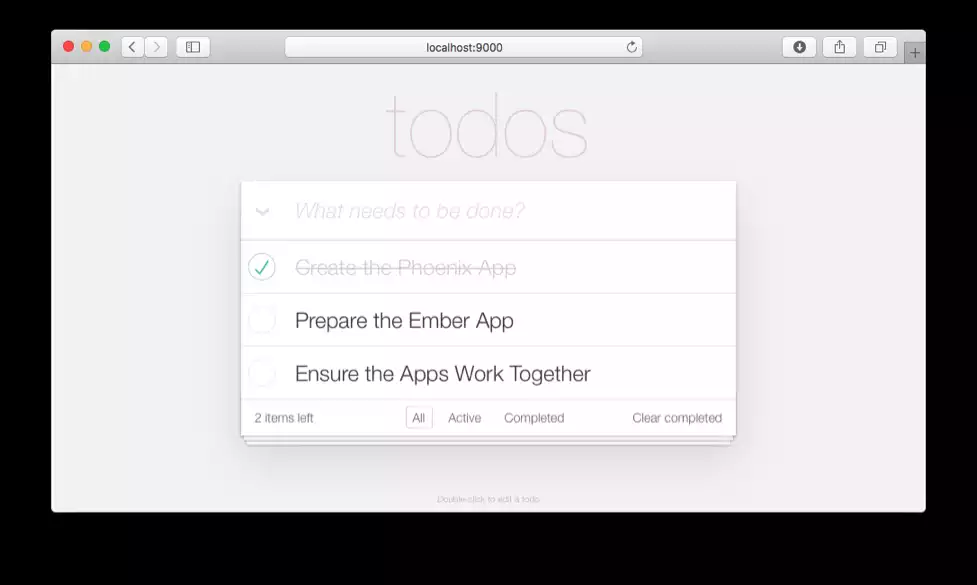 localhost:9000
todos
What needs to be done?
Create the Phoenix App
Prepare the Ember App
Ensure the Apps Work Together
2 items left All Active Completed Clear completed
Double-click to edit a todo